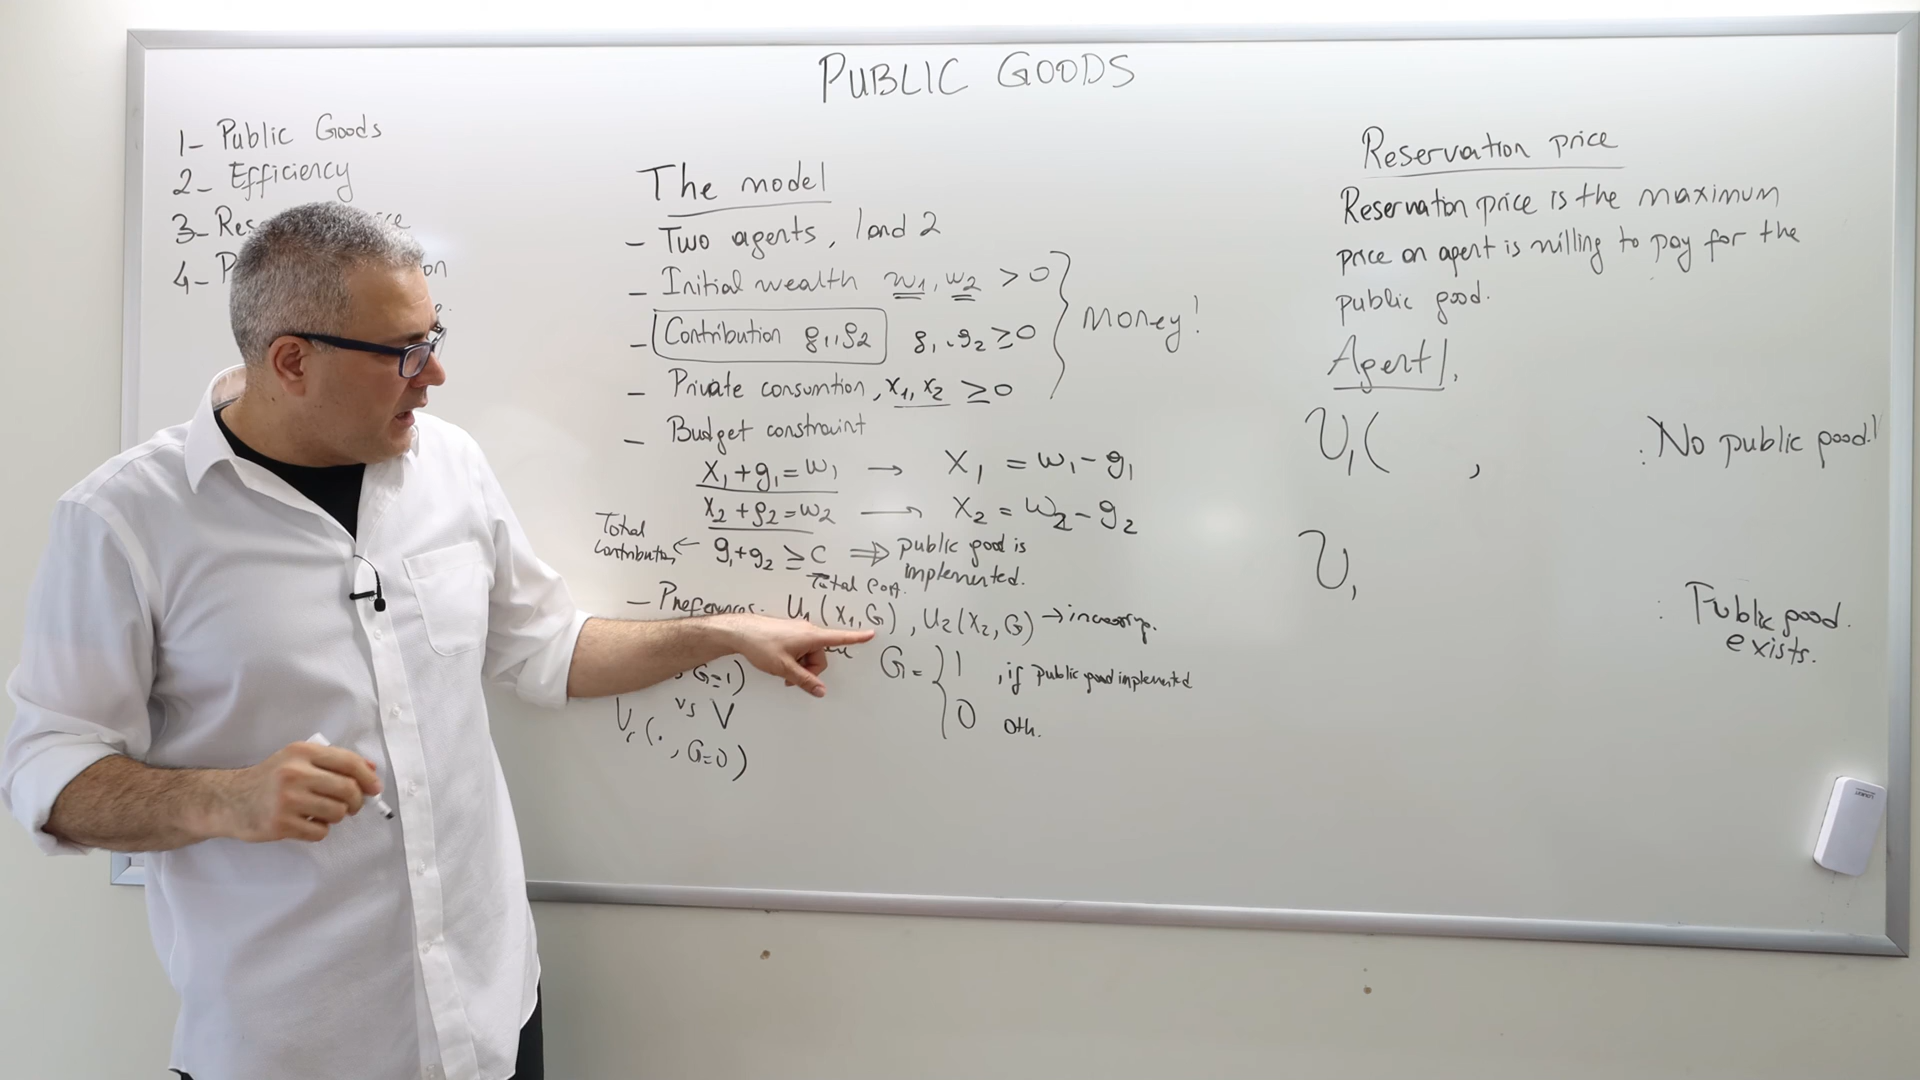 PUBLIC GOODS
1- Public Goods
2- Efficiency
3- Res ce
4- P on
The model
- Two agents, 1 and 2
- Initial wealth w1, w2 > 0
- Contribution g1, g2 g1, g2 ≥ 0
- Private consumtion, x1, x2 ≥ 0
Money!
- Budget constraint
x1 + g1 = w1 → x1 = w1 - g1
x2 + g2 = w2 → x2 = w2 - g2
Total
g1 + g2 ≥ C ⇒ public good is
implemented.
Total
- Preferences. U1(x1, G), U2(x2, G) →
G = { 1 , if public good implemented
0 oth.
, G=1)
vs
U1(. , G=0)
Reservation price
Reservation price is the maximum
price an agent is willing to pay for the
public good.
Agent 1.
U1( , : No public good!
U1 : Public good
exists.